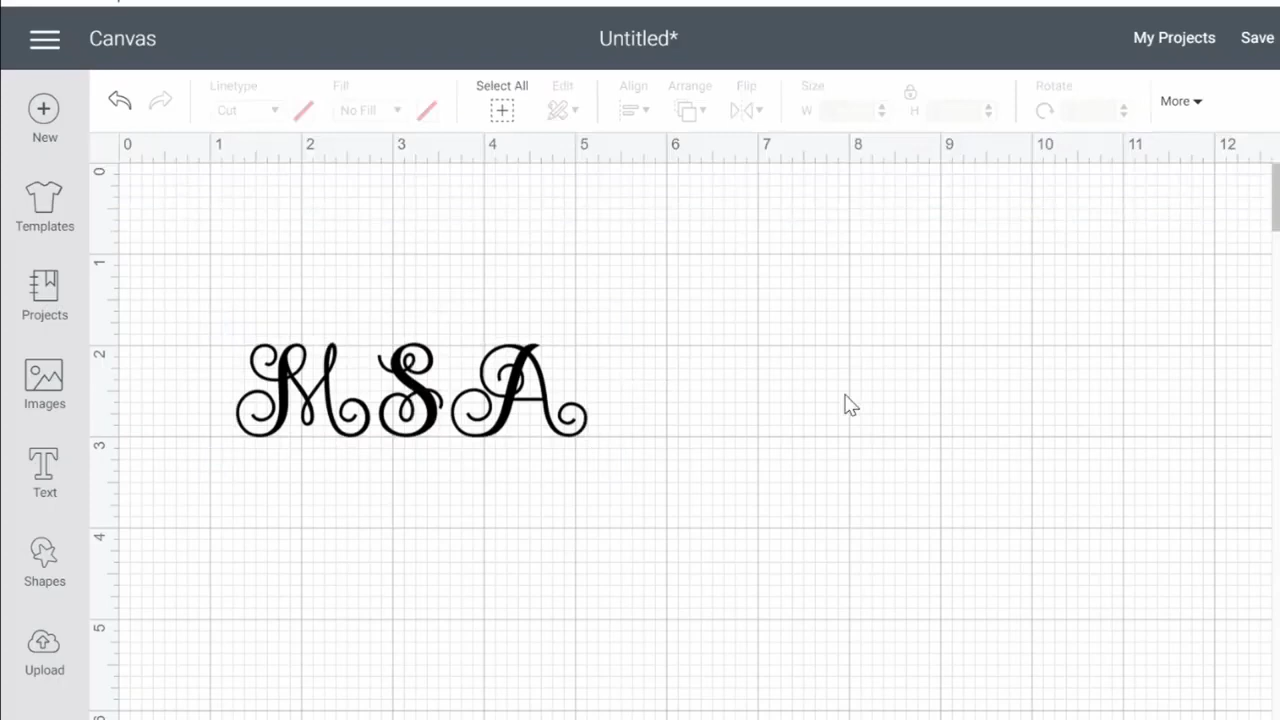 Canvas Untitled* My Projects Save
Linetype Fill Select All Edit Align Arrange Flip Size Rotate
Cut No Fill W H More
0 1 2 3 4 5 6 7 8 9 10 11 12
New
Templates
Projects
Images
Text
Shapes
Upload
0
1
2
3
4
5
M S A